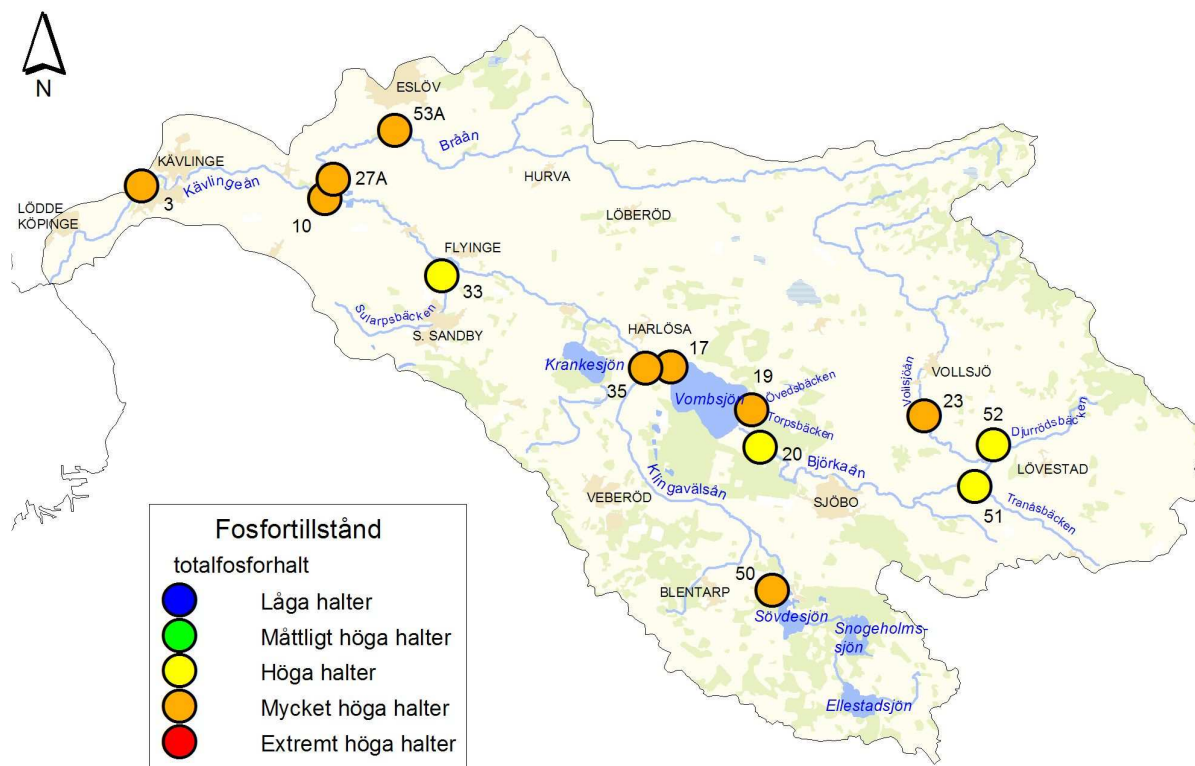 N
ESLÖV
53A
Bråån
KÄVLINGE
Kävlingeån
3
27A
10
HURVA
LÖDDE
KÖPINGE
LÖBERÖD
FLYINGE
33
Sularpsbäcken
S. SANDBY
HARLÖSA
17
Krankesjön
35
Vombsjön
19
Övedsbäcken
Torpsbäcken
20
Björkaån
Vollsjöån
VOLLSJÖ
23
52
Djurrödsbäcken
LÖVESTAD
51
Tranåsbäcken
Klingavälsån
VEBERÖD
SJÖBO
BLENTARP
50
Sövdesjön
Snogeholms-
sjön
Ellestadsjön
Fosfortillstånd
totalfosforhalt
Låga halter
Måttligt höga halter
Höga halter
Mycket höga halter
Extremt höga halter